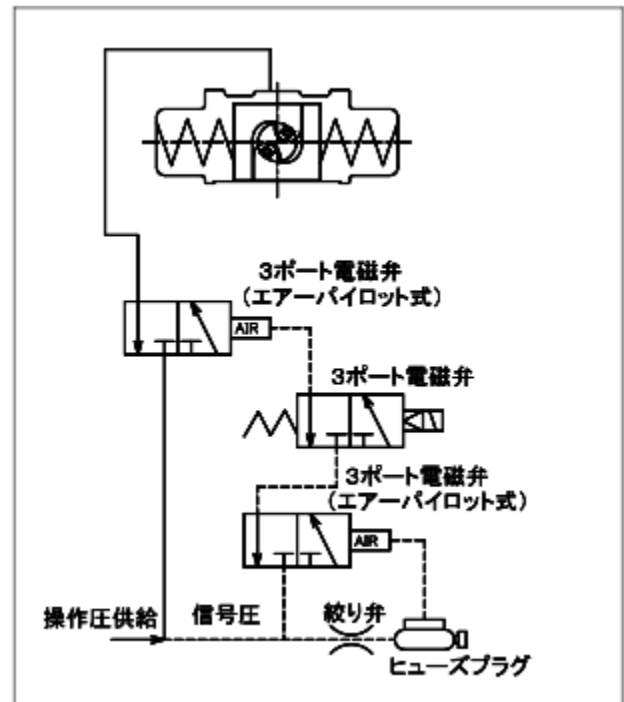 3ポート電磁弁
(エアーパイロット式)
AIR
3ポート電磁弁
3ポート電磁弁
(エアーパイロット式)
AIR
操作圧供給
信号圧
絞り弁
ヒューズプラグ